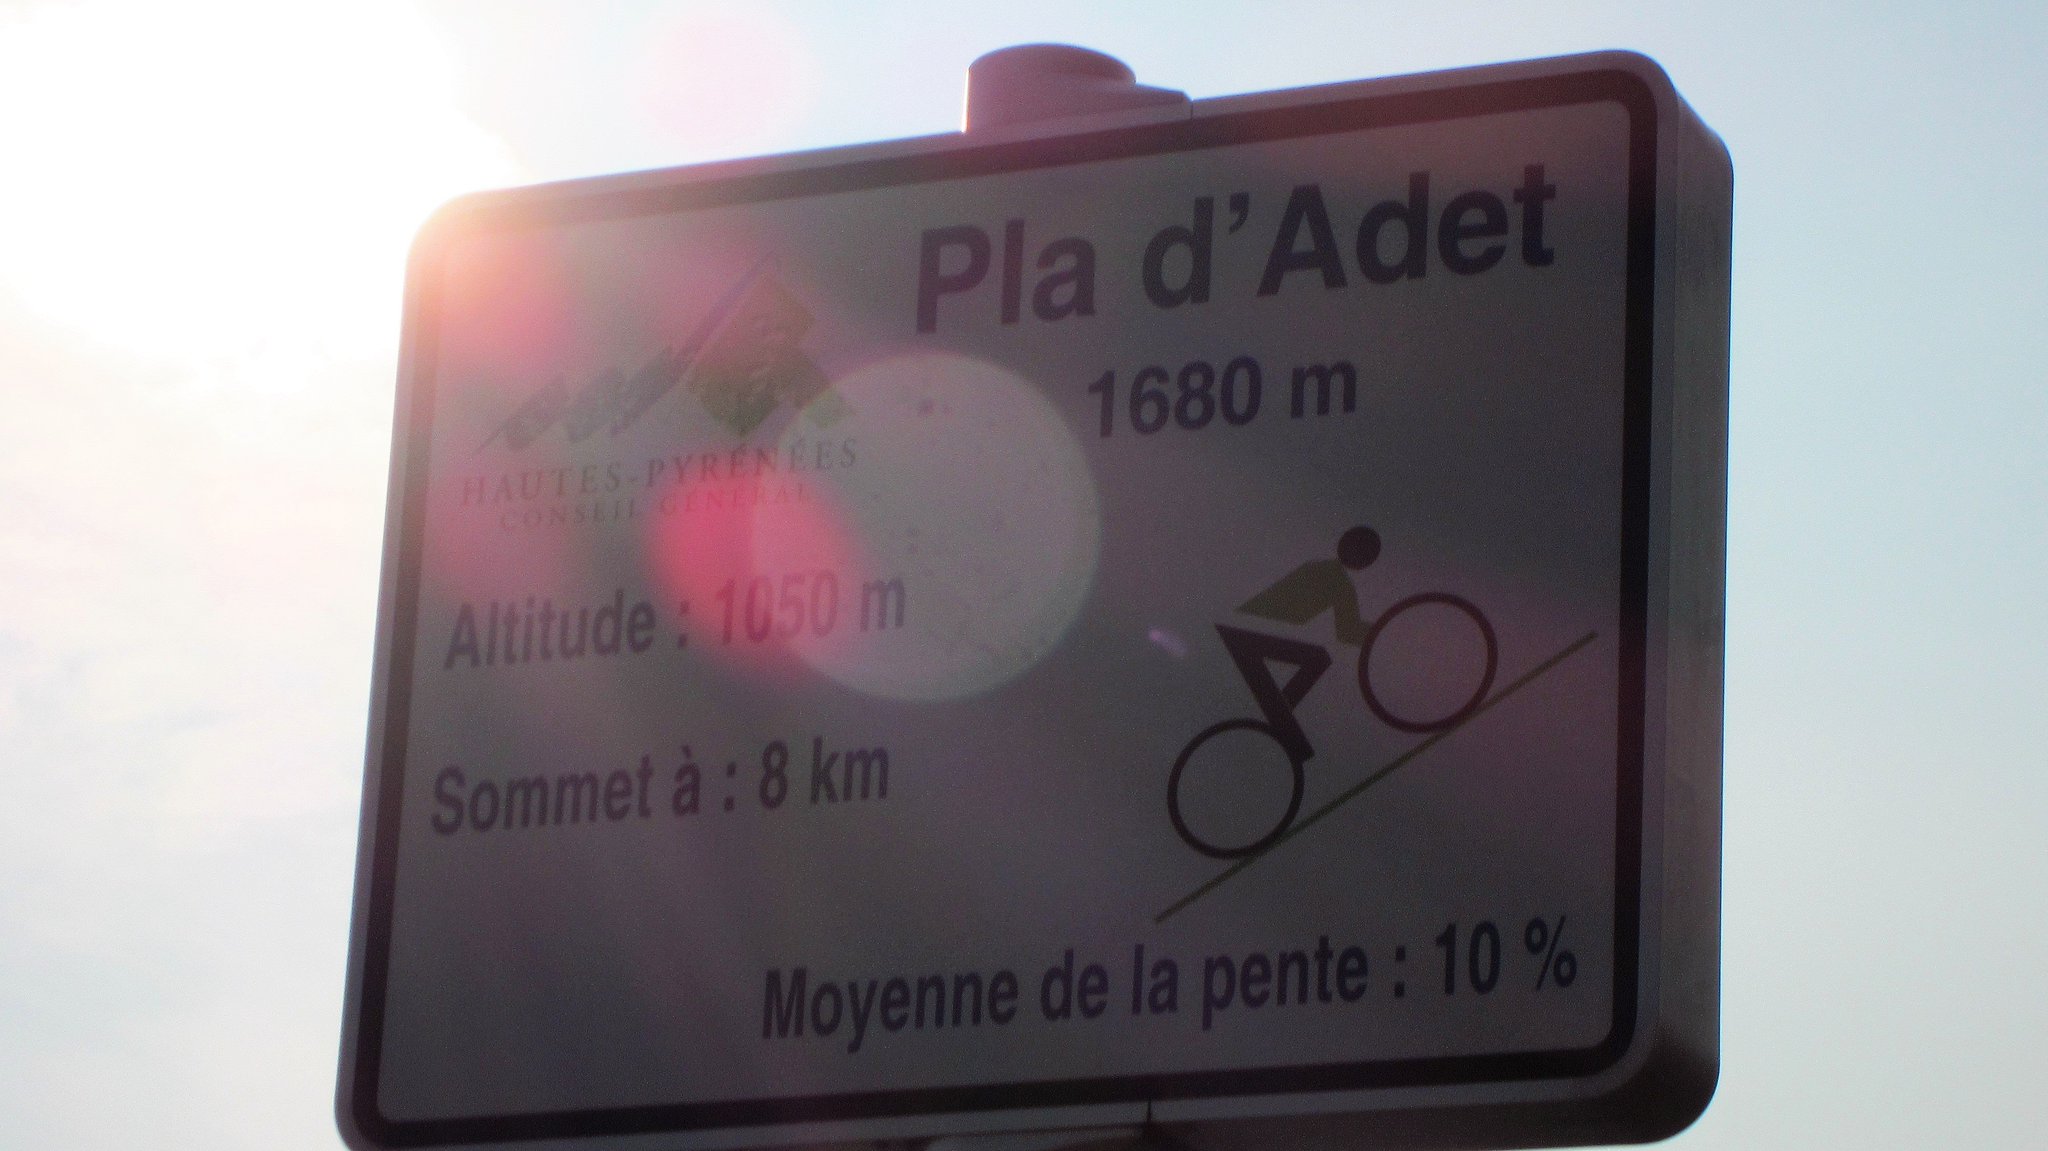 Pla d'Adet
1680 m
HAUTES-PYRÉNÉES
CONSEIL GÉNÉRAL
Altitude : 1050 m
Sommet à : 8 km
Moyenne de la pente : 10 %